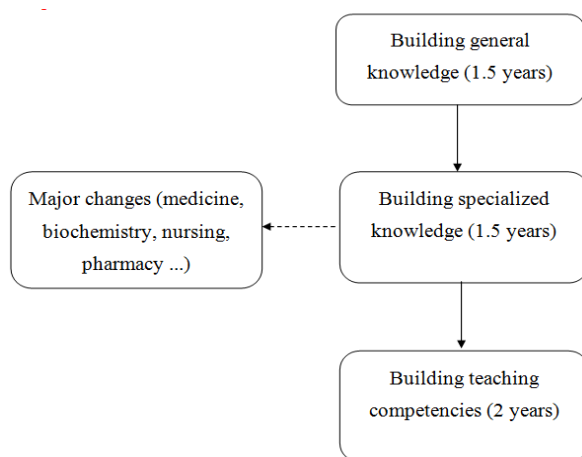 Building general
knowledge (1.5 years)
Major changes (medicine,
biochemistry, nursing,
pharmacy ...)
Building specialized
knowledge (1.5 years)
Building teaching
competencies (2 years)